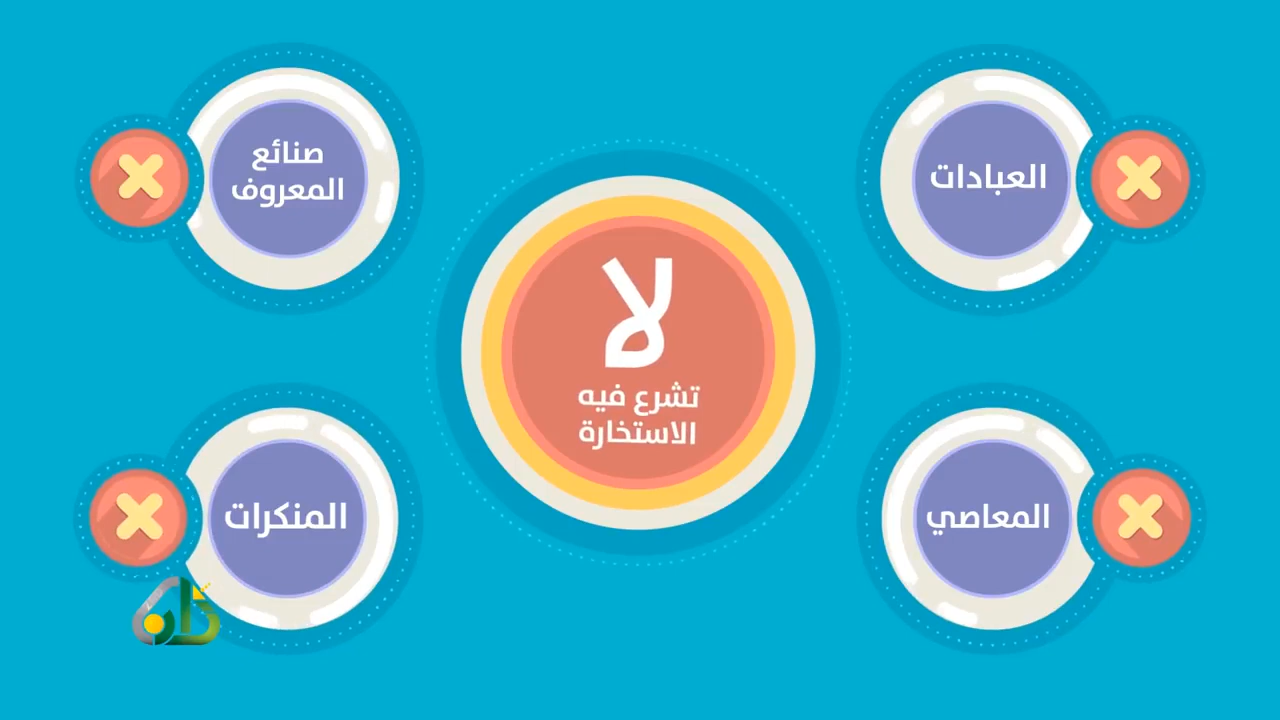 العبادات
صنائع
المعروف
لا
تشرع فيه
الاستخارة
المعاصي
المنكرات